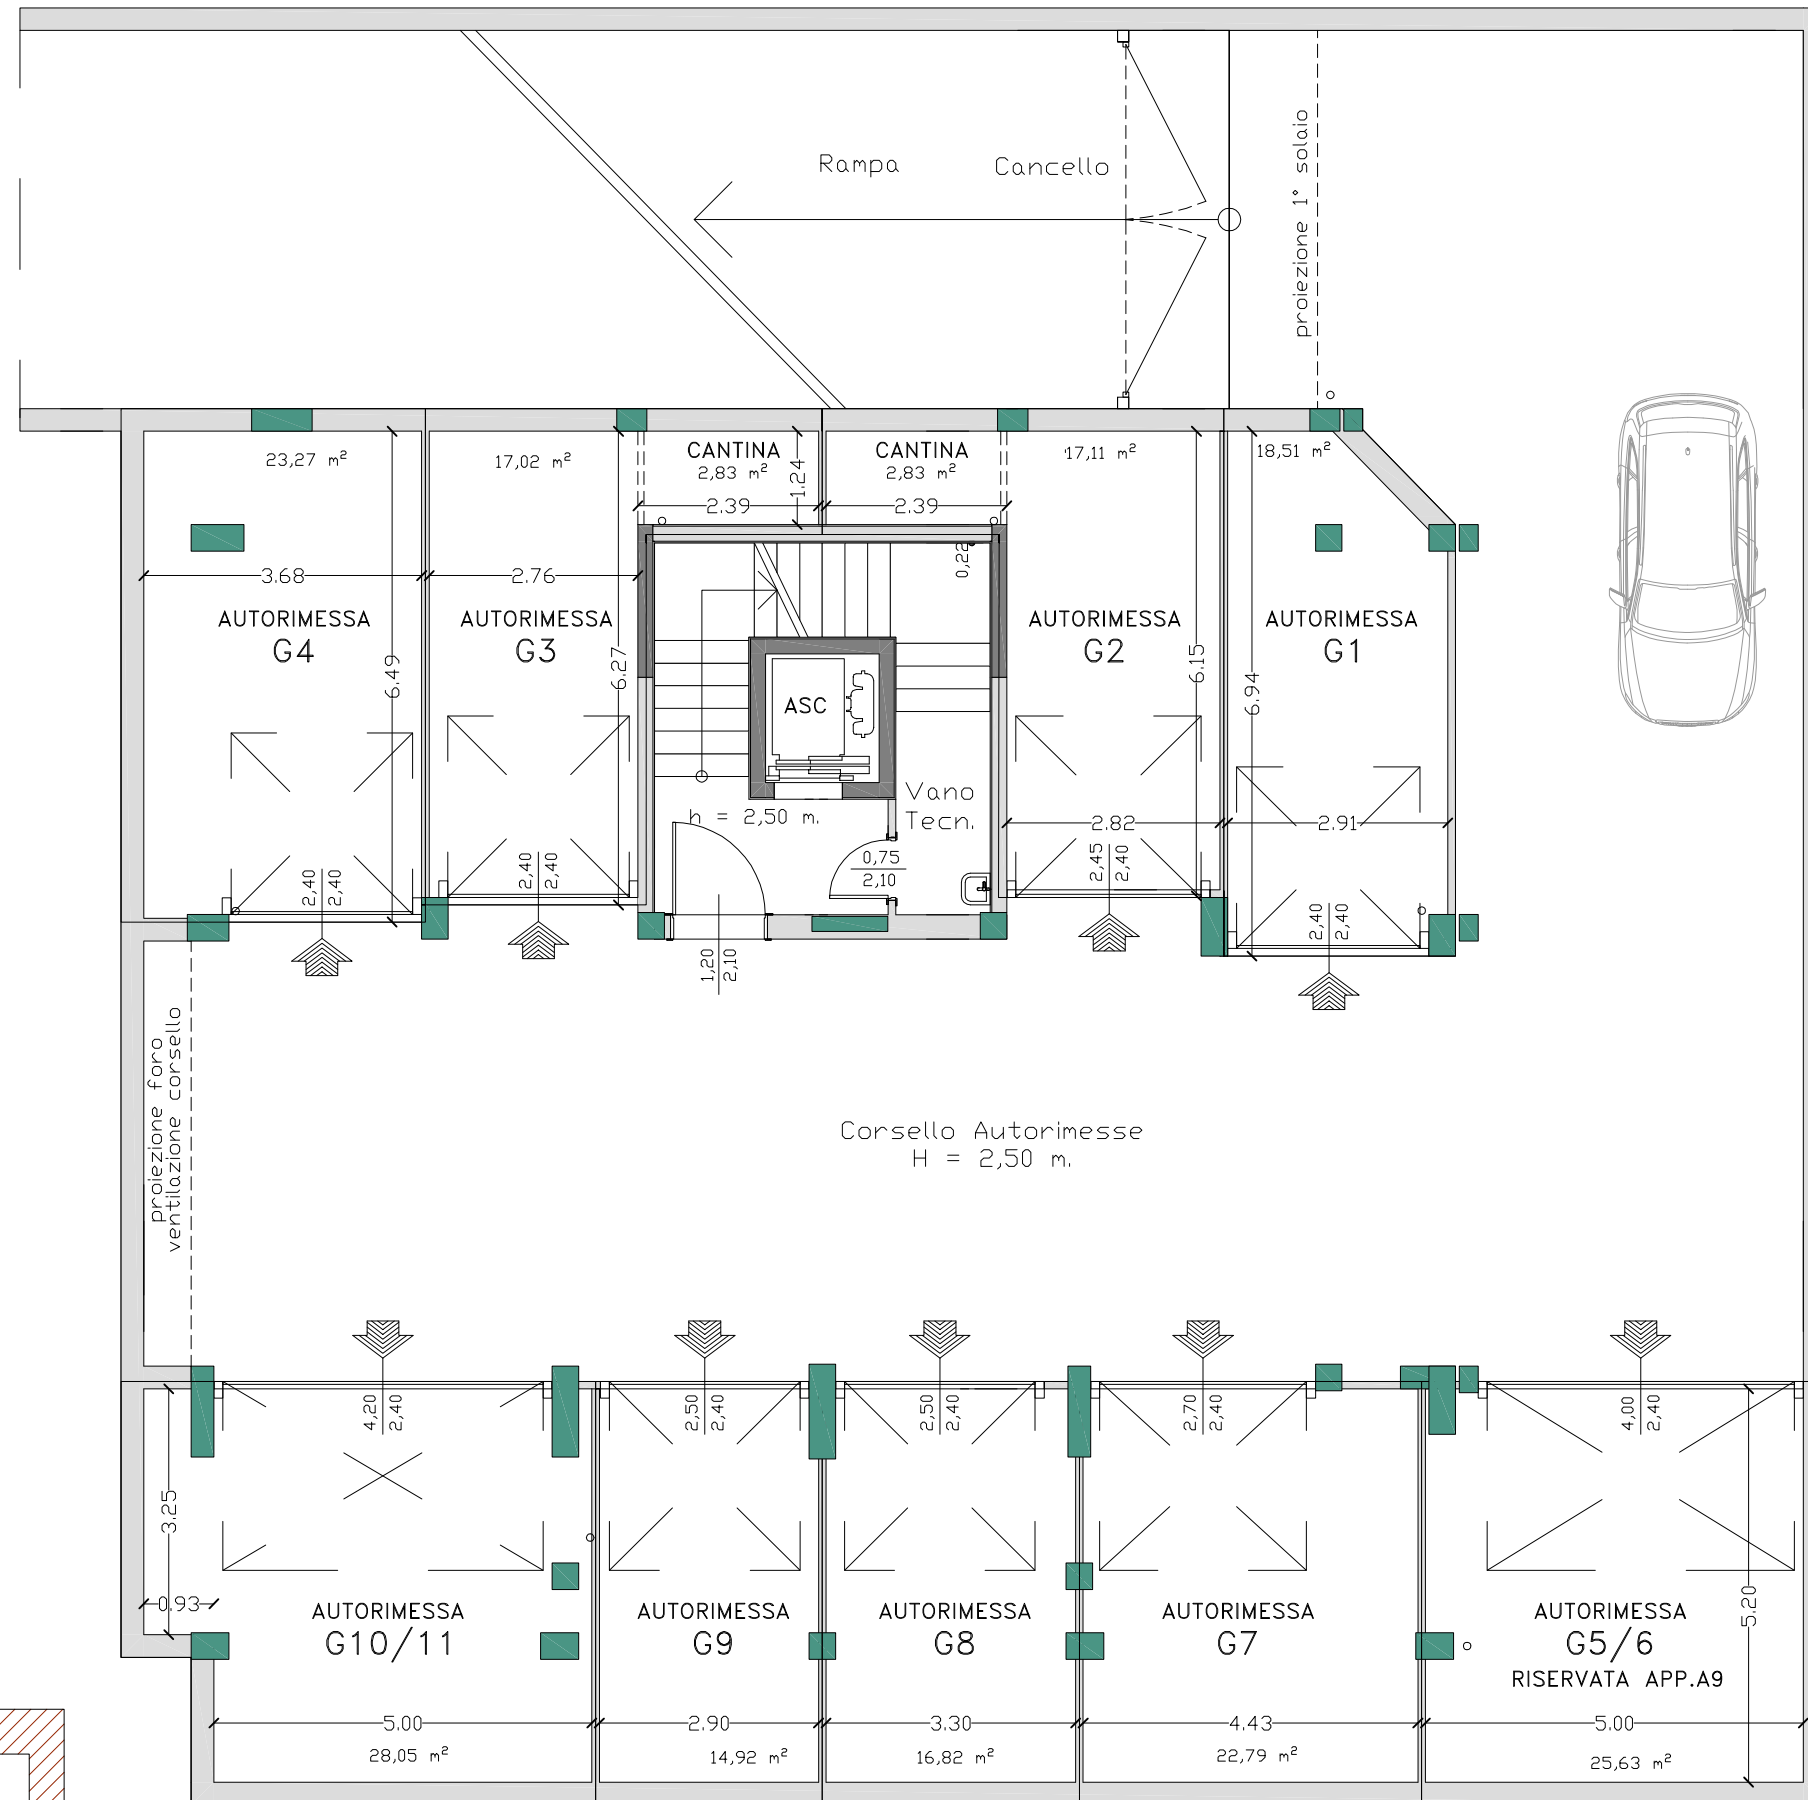 Rampa
Cancello
proiezione 1° solaio
23,27 m²
17,02 m²
CANTINA
2,83 m²
2.39
1.24
CANTINA
2,83 m²
2.39
17,11 m²
18,51 m²
3.68
2.76
0,22
AUTORIMESSA
G4
6.49
AUTORIMESSA
G3
6.27
ASC
AUTORIMESSA
G2
6.15
AUTORIMESSA
G1
6.94
h = 2,50 m.
Vano
Tecn.
2.82
2.91
0,75
2,10
2,40
2,40
2,40
2,40
2,45
2,40
2,40
2,40
1,20
2,10
proiezione foro
ventilazione corsello
Corsello Autorimesse
H = 2,50 m.
4,20
2,40
2,50
2,40
2,50
2,40
2,70
2,40
4,00
2,40
3.25
0.93
5.20
AUTORIMESSA
G10/11
AUTORIMESSA
G9
AUTORIMESSA
G8
AUTORIMESSA
G7
AUTORIMESSA
G5/6
RISERVATA APP.A9
5.00
2.90
3.30
4.43
5.00
28,05 m²
14,92 m²
16,82 m²
22,79 m²
25,63 m²